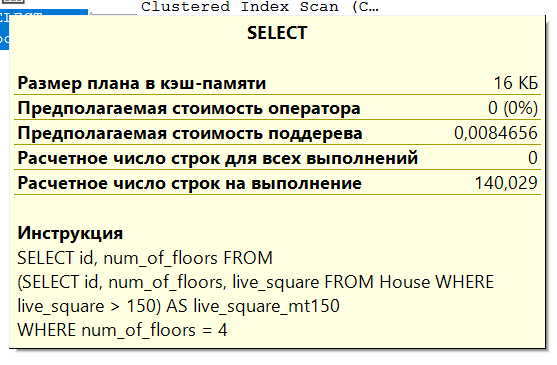 Clustered Index Scan (C…
SELECT
Размер плана в кэш-памяти 16 КБ
Предполагаемая стоимость оператора 0 (0%)
Предполагаемая стоимость поддерева 0,0084656
Расчетное число строк для всех выполнений 0
Расчетное число строк на выполнение 140,029
Инструкция
SELECT id, num_of_floors FROM
(SELECT id, num_of_floors, live_square FROM House WHERE
live_square > 150) AS live_square_mt150
WHERE num_of_floors = 4